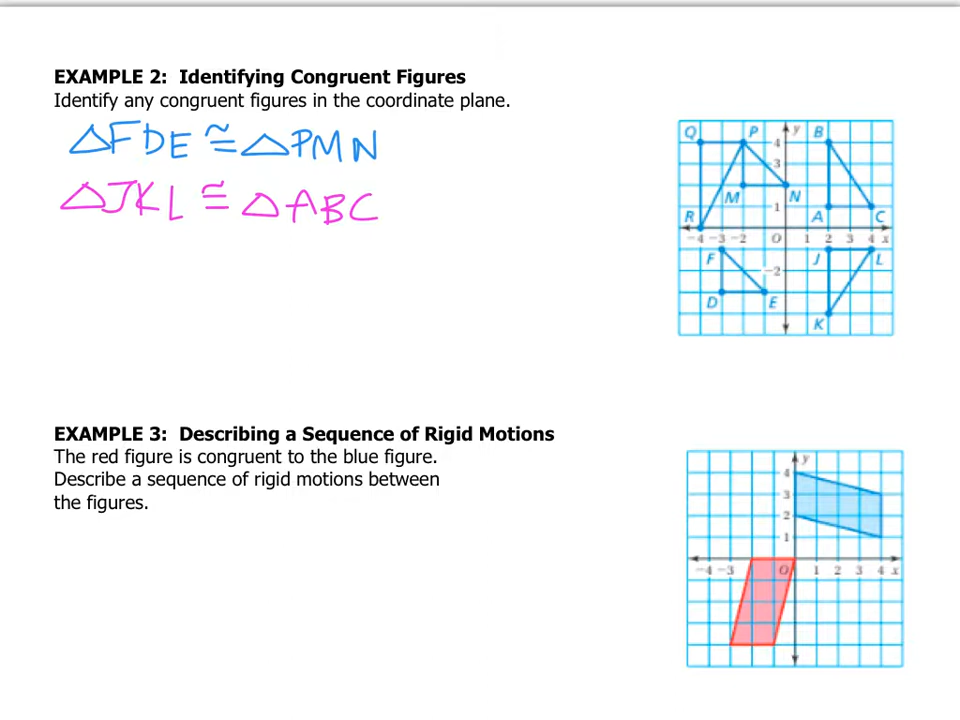 EXAMPLE 2: Identifying Congruent Figures
Identify any congruent figures in the coordinate plane.
△FDE ≅ △PMN
△JKL ≅ △ABC
Q P y B
4
3
M N
1
R A C
−4 −3 −2 O 1 2 3 4 x
F J L
−2
D E
K
EXAMPLE 3: Describing a Sequence of Rigid Motions
The red figure is congruent to the blue figure.
Describe a sequence of rigid motions between
the figures.
y
4
3
2
1
−4 −3 O 1 2 3 4 x